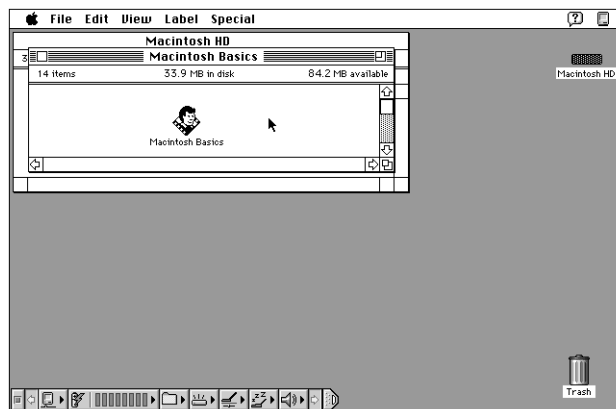 File Edit View Label Special
Macintosh HD
3
Macintosh Basics
14 items 33.9 MB in disk 84.2 MB available
Macintosh Basics
Macintosh HD
Trash